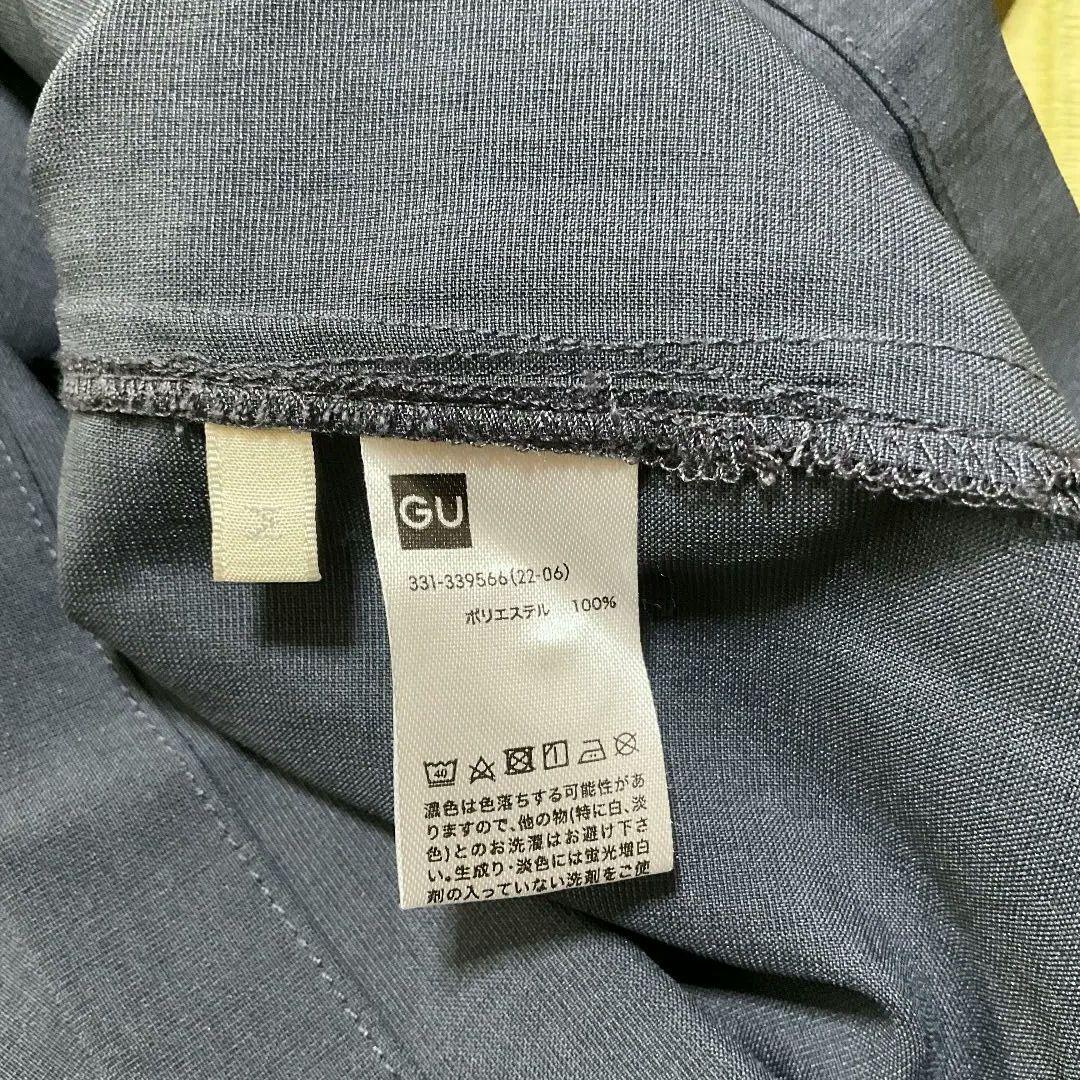 GU
331-339566(22-06)
ポリエステル 100%
40
濃色は色落ちする可能性があ
りますので、他の物(特に白、淡
色)とのお洗濯はお避け下さ
い。生成り・淡色には蛍光増白
剤の入っていない洗剤をご使